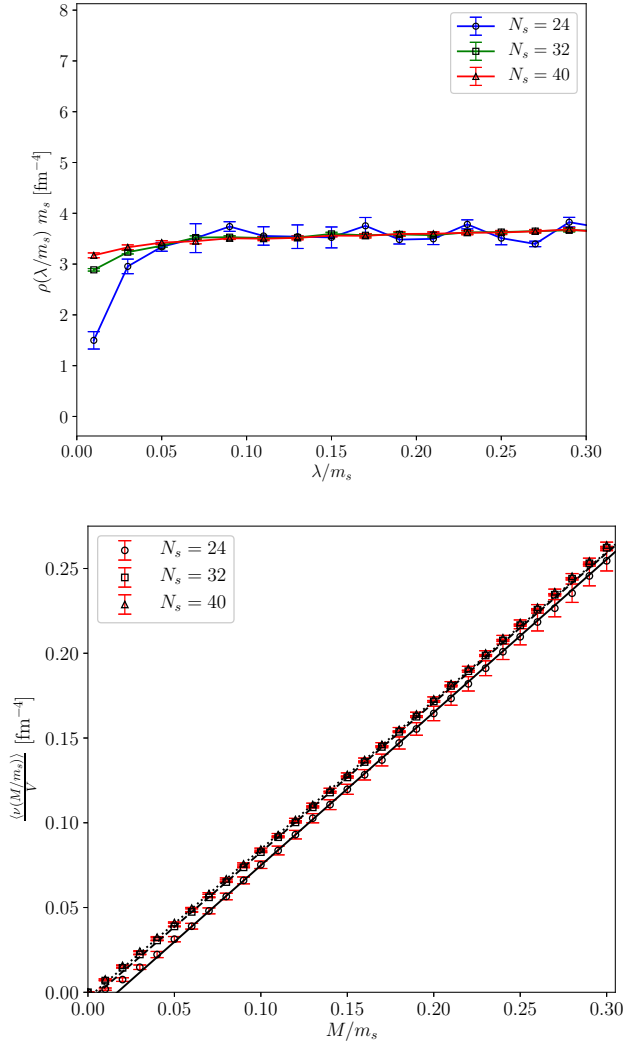 8
7
6
5
4
3
2
1
0
ρ(λ/m_s) m_s [fm⁻⁴]
N_s = 24
N_s = 32
N_s = 40
0.00 0.05 0.10 0.15 0.20 0.25 0.30
λ/m_s
0.25
0.20
0.15
0.10
0.05
0.00
⟨ν(M/m_s)⟩/V [fm⁻⁴]
N_s = 24
N_s = 32
N_s = 40
0.00 0.05 0.10 0.15 0.20 0.25 0.30
M/m_s